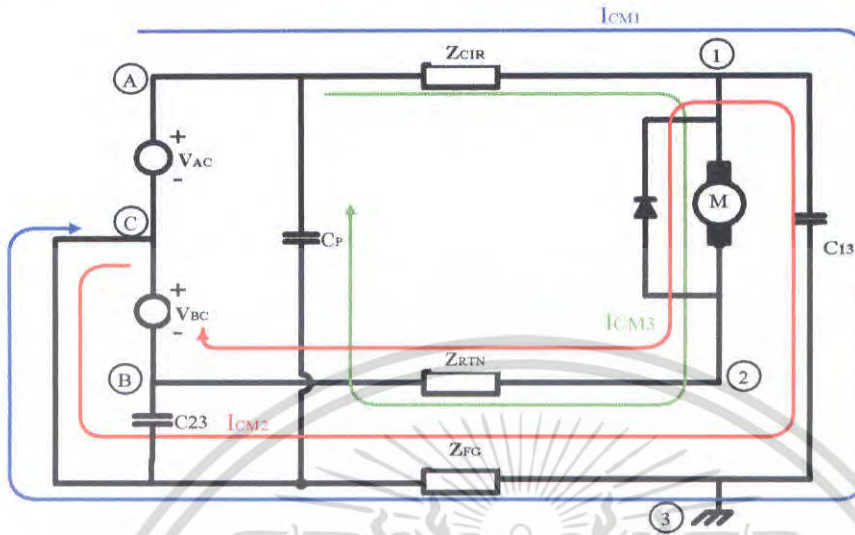 ICM1
ZCIR
1
A
+
VAC
-
M
C
CP
C13
+
VBC
-
ICM3
ZRTN
B
2
C23
ICM2
ZFG
3